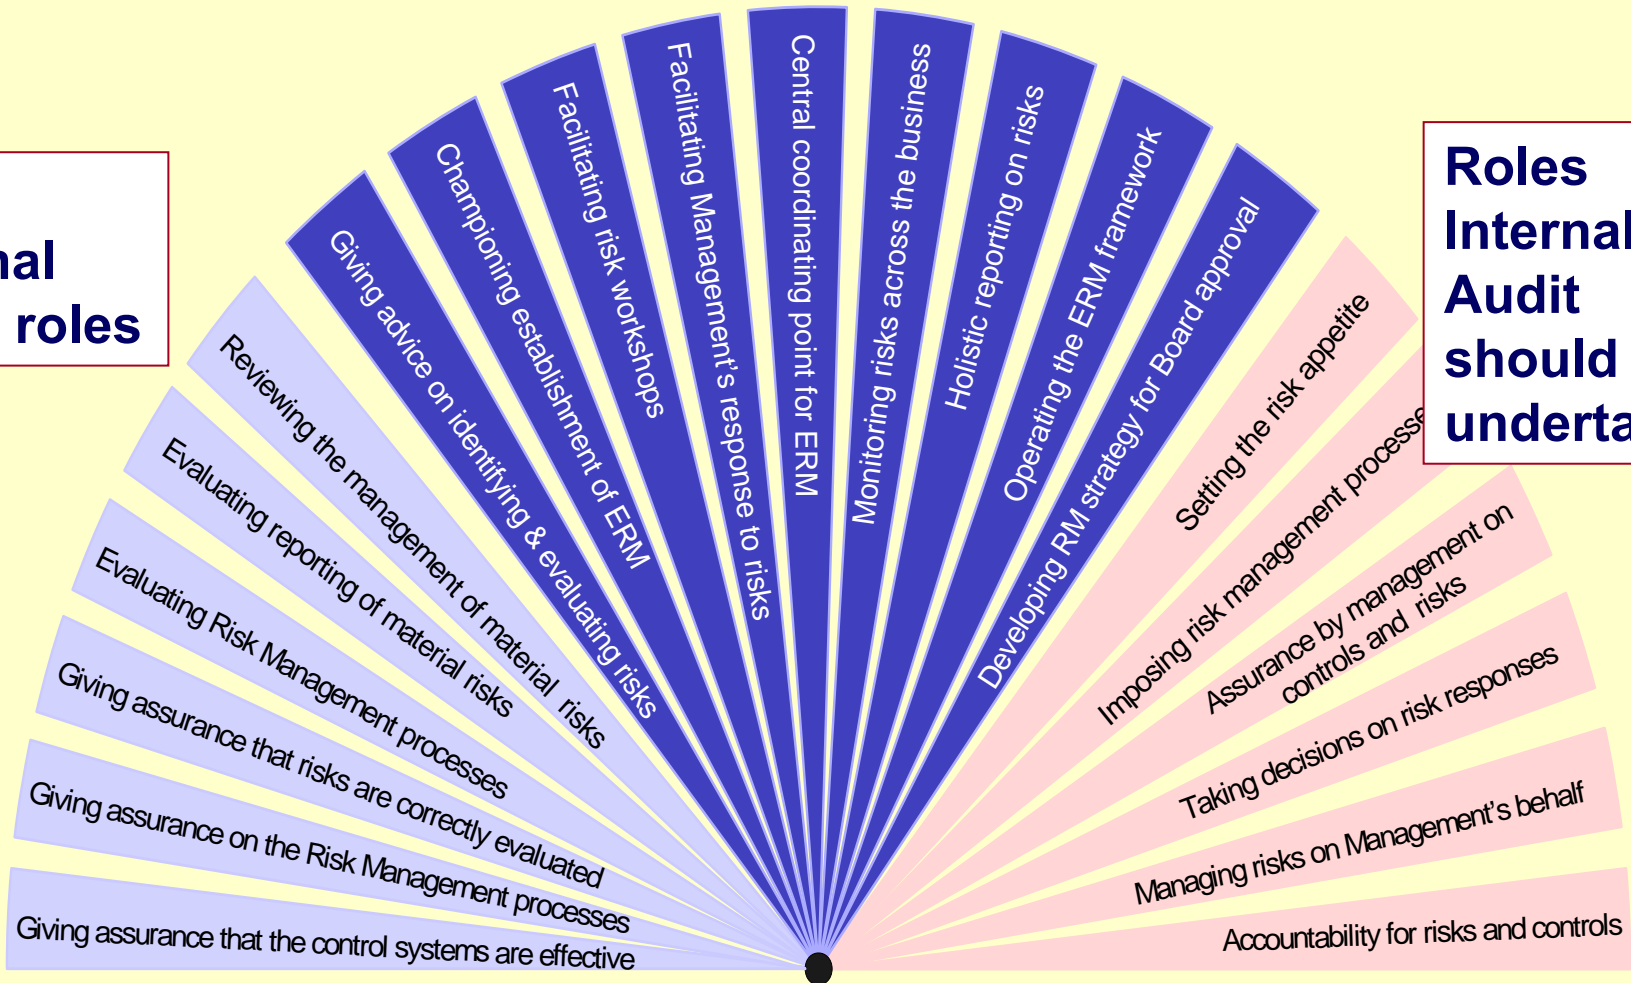 nal
roles
Giving assurance that the control systems are effective
Giving assurance on the Risk Management processes
Giving assurance that risks are correctly evaluated
Evaluating Risk Management processes
Evaluating reporting of material risks
Reviewing the management of material risks
Giving advice on identifying & evaluating risks
Championing establishment of ERM
Facilitating risk workshops
Facilitating Management's response to risks
Central coordinating point for ERM
Monitoring risks across the business
Holistic reporting on risks
Operating the ERM framework
Developing RM strategy for Board approval
Setting the risk appetite
Imposing risk management processe
Assurance by management on
controls and risks
Taking decisions on risk responses
Managing risks on Management's behalf
Accountability for risks and controls
Roles
Internal
Audit
should
underta